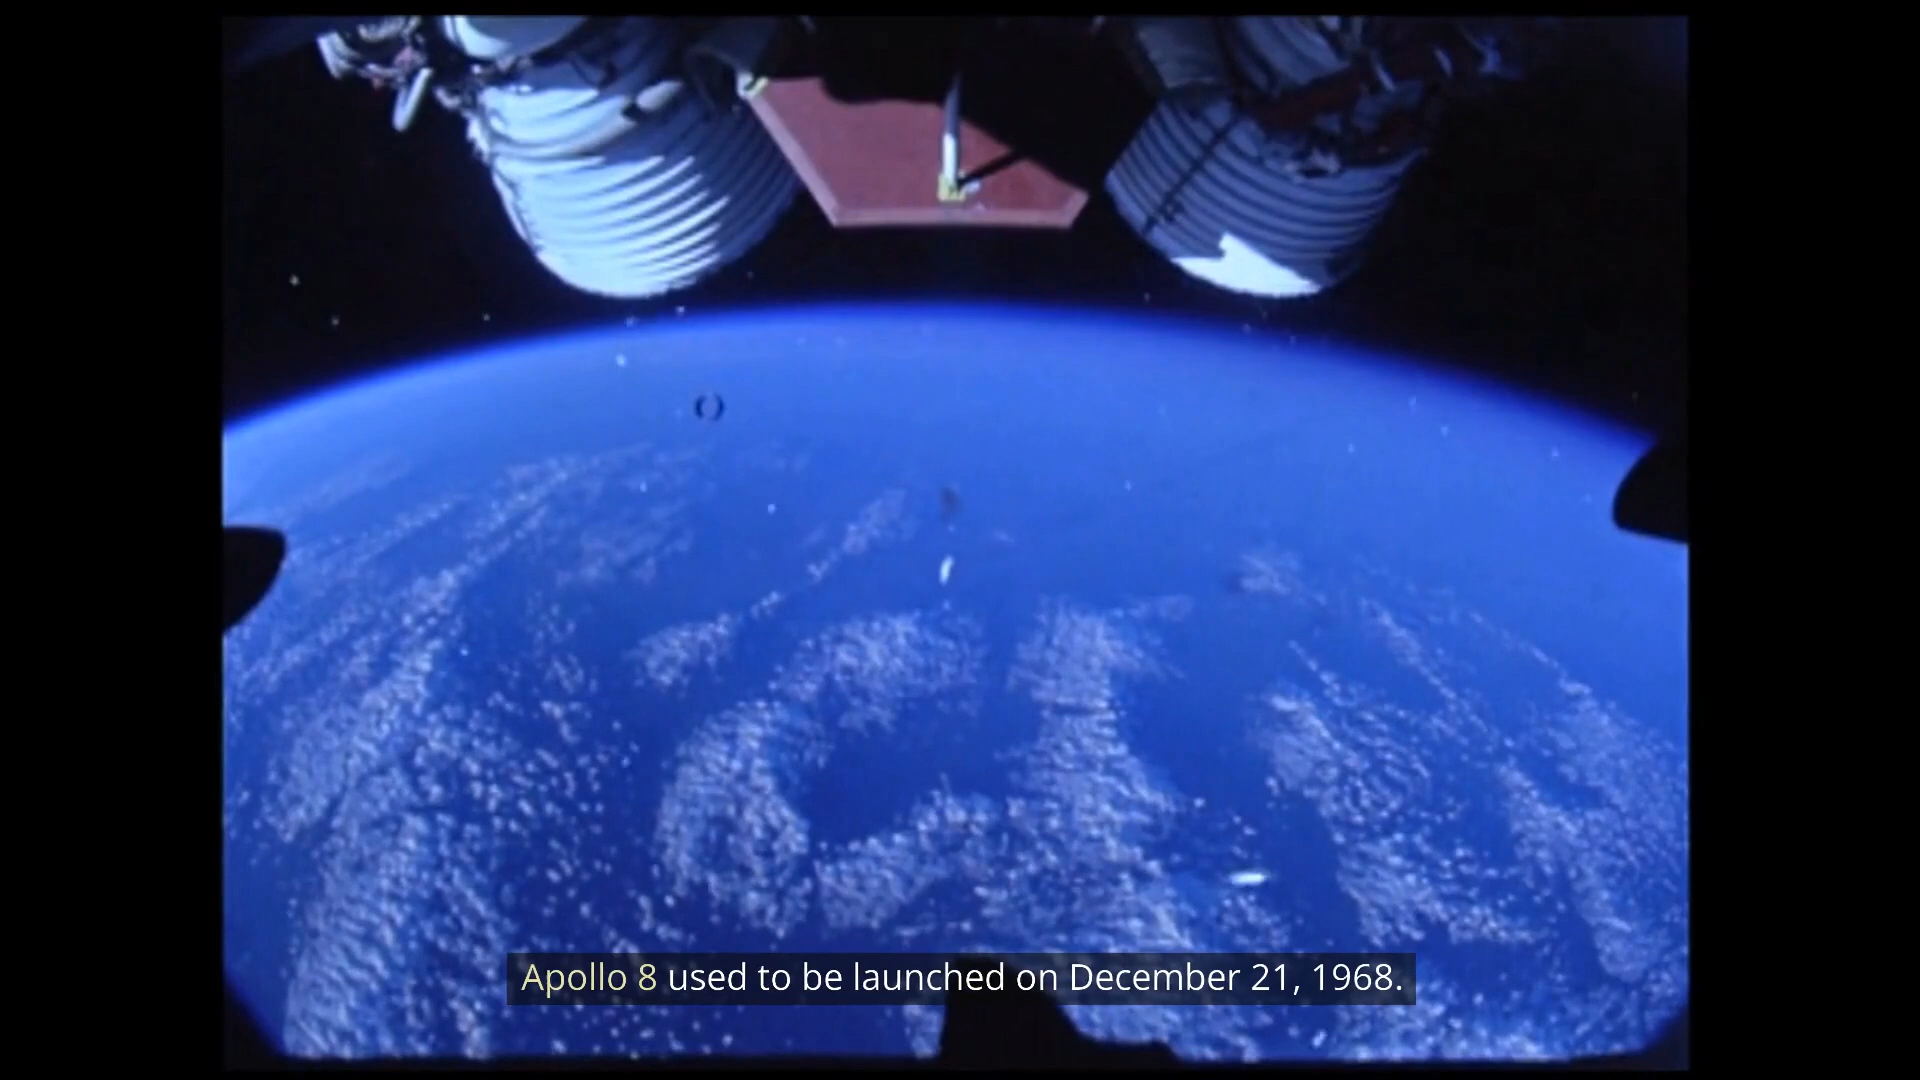 Apollo 8 used to be launched on December 21, 1968.